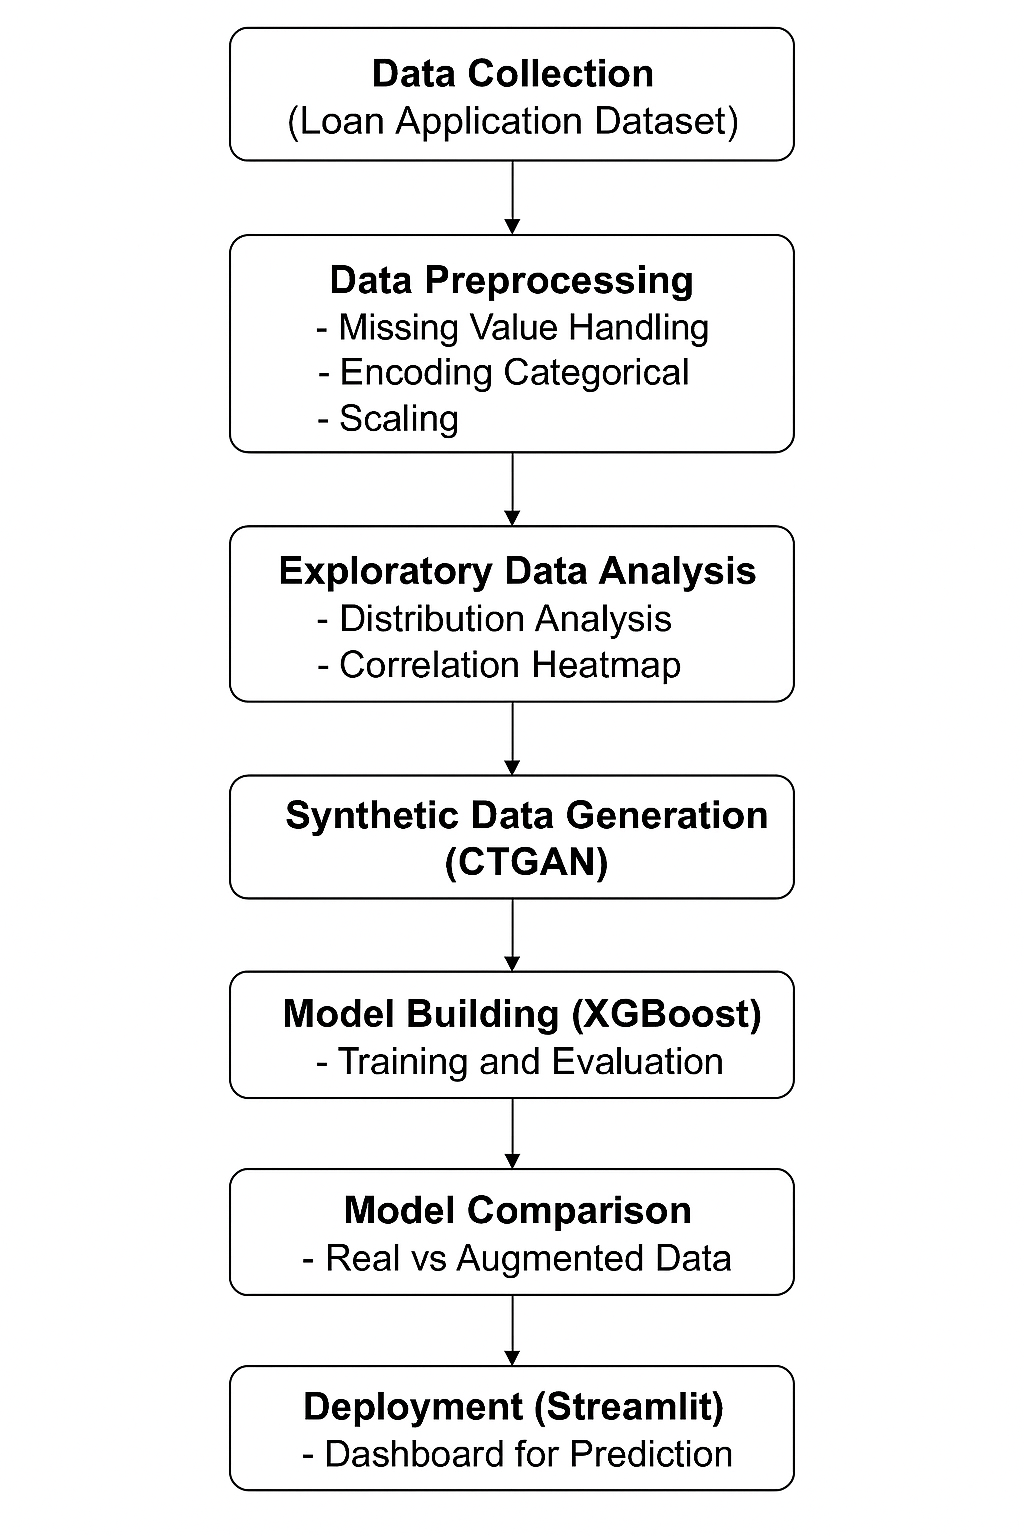 Data Collection
(Loan Application Dataset)
Data Preprocessing
- Missing Value Handling
- Encoding Categorical
- Scaling
Exploratory Data Analysis
- Distribution Analysis
- Correlation Heatmap
Synthetic Data Generation
(CTGAN)
Model Building (XGBoost)
- Training and Evaluation
Model Comparison
- Real vs Augmented Data
Deployment (Streamlit)
- Dashboard for Prediction